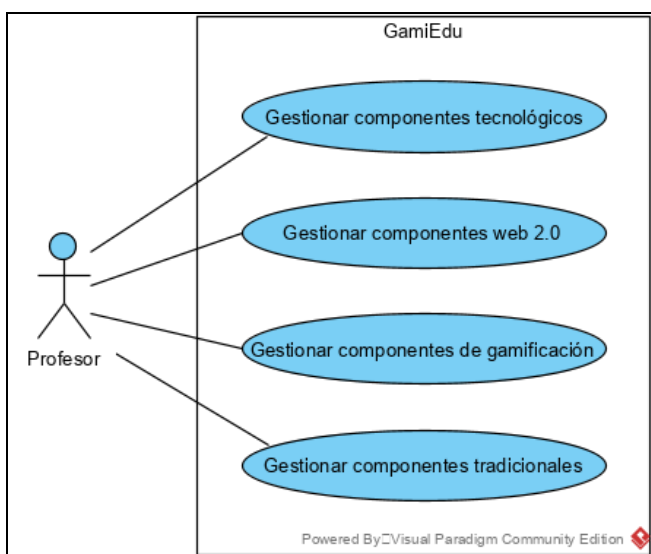 GamiEdu
Gestionar componentes tecnológicos
Gestionar componentes web 2.0
Gestionar componentes de gamificación
Profesor
Gestionar componentes tradicionales
Powered By Visual Paradigm Community Edition